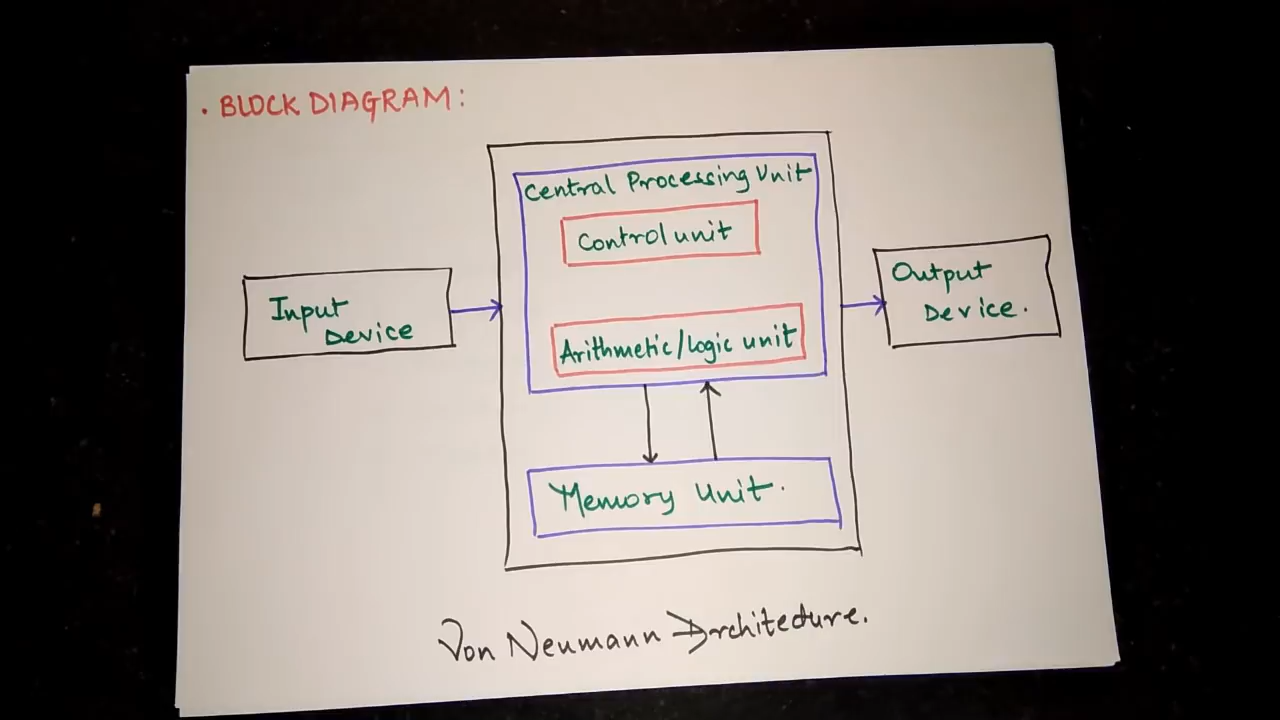 . BLOCK DIAGRAM:
Central Processing Unit
Control unit
Input
Device
Output
Device.
Arithmetic/Logic unit
Memory Unit.
Von Neumann Architecture.